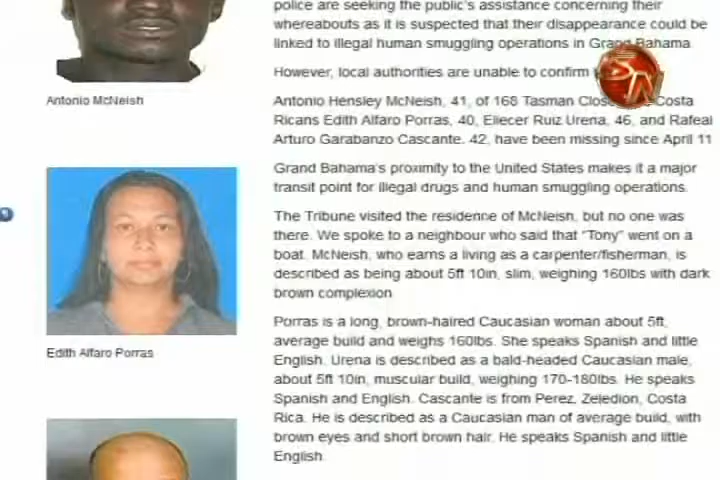 police are seeking the public's assistance concerning their
whereabouts as it is suspected that their disappearance could be
linked to illegal human smuggling operations in Grand Bahama
However, local authorities are unable to confirm
SN
Antonio McNeish
Antonio Hensley McNeish, 41, of 168 Tasman Close Costa
Ricans Edith Alfaro Porras, 40, Eliecer Ruiz Urena, 46, and Rafeal
Arturo Garabanzo Cascante, 42, have been missing since April 11
Grand Bahama's proximity to the United States makes it a major
transit point for illegal drugs and human smuggling operations.
The Tribune visited the residence of McNeish, but no one was
there. We spoke to a neighbour who said that "Tony" went on a
boat. McNeish, who earns a living as a carpenter/fisherman, is
described as being about 5ft 10in, slim, weighing 160lbs with dark
brown complexion
Porras is a long, brown-haired Caucasian woman about 5ft,
average build and weighs 160lbs. She speaks Spanish and little
English. Urena is described as a bald-headed Caucasian male,
about 5ft 10in, muscular build, weighing 170-180lbs. He speaks
Spanish and English. Cascante is from Perez, Zeledion, Costa
Rica. He is described as a Caucasian man of average build, with
brown eyes and short brown hair. He speaks Spanish and little
English.
Edith Alfaro Porras